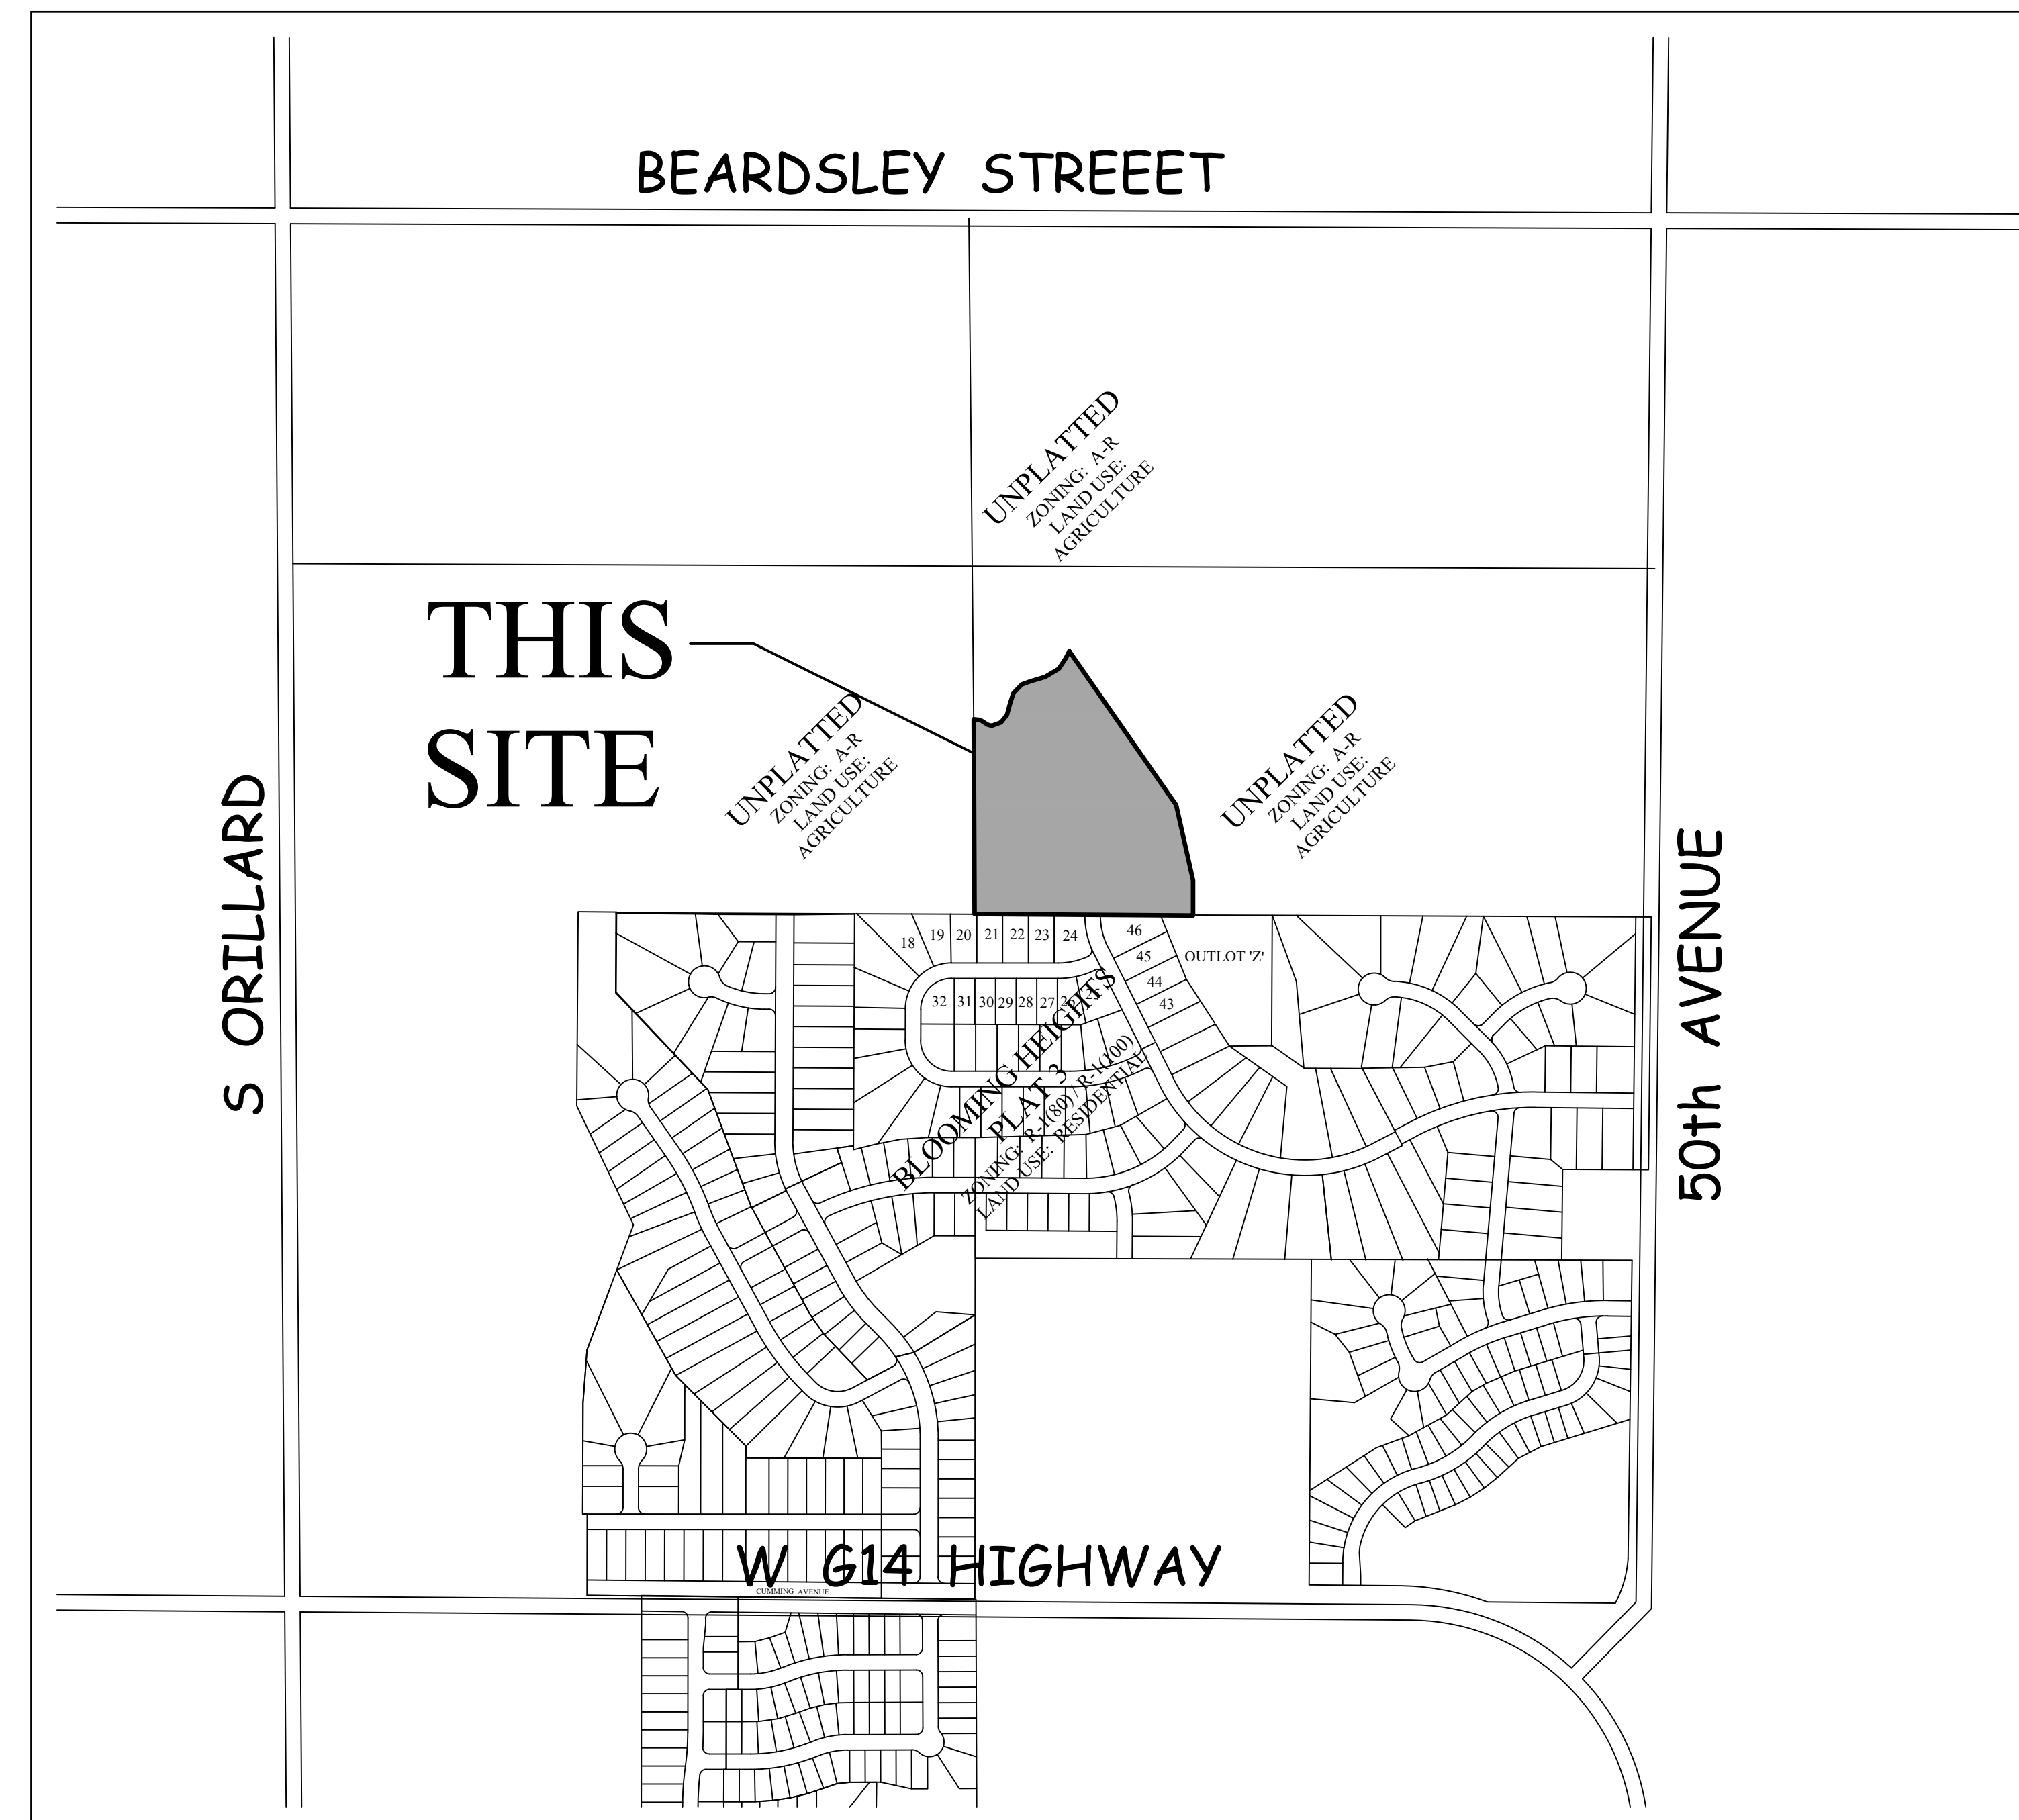 BEARDSLEY STREEET
UNPLATTED
ZONING: A-R
LAND USE:
AGRICULTURE
THIS
SITE
UNPLATTED
ZONING: A-R
LAND USE:
AGRICULTURE
UNPLATTED
ZONING: A-R
LAND USE:
AGRICULTURE
S ORILLARD
50th AVENUE
18 19 20 21 22 23 24 46
45
OUTLOT 'Z'
44
43
32 31 30 29 28 27
BLOOMING HEIGHTS
PLAT 3
ZONING: R-1(80) / R-1(100)
LAND USE: RESIDENTIAL
W G14 HIGHWAY
CUMMING AVENUE